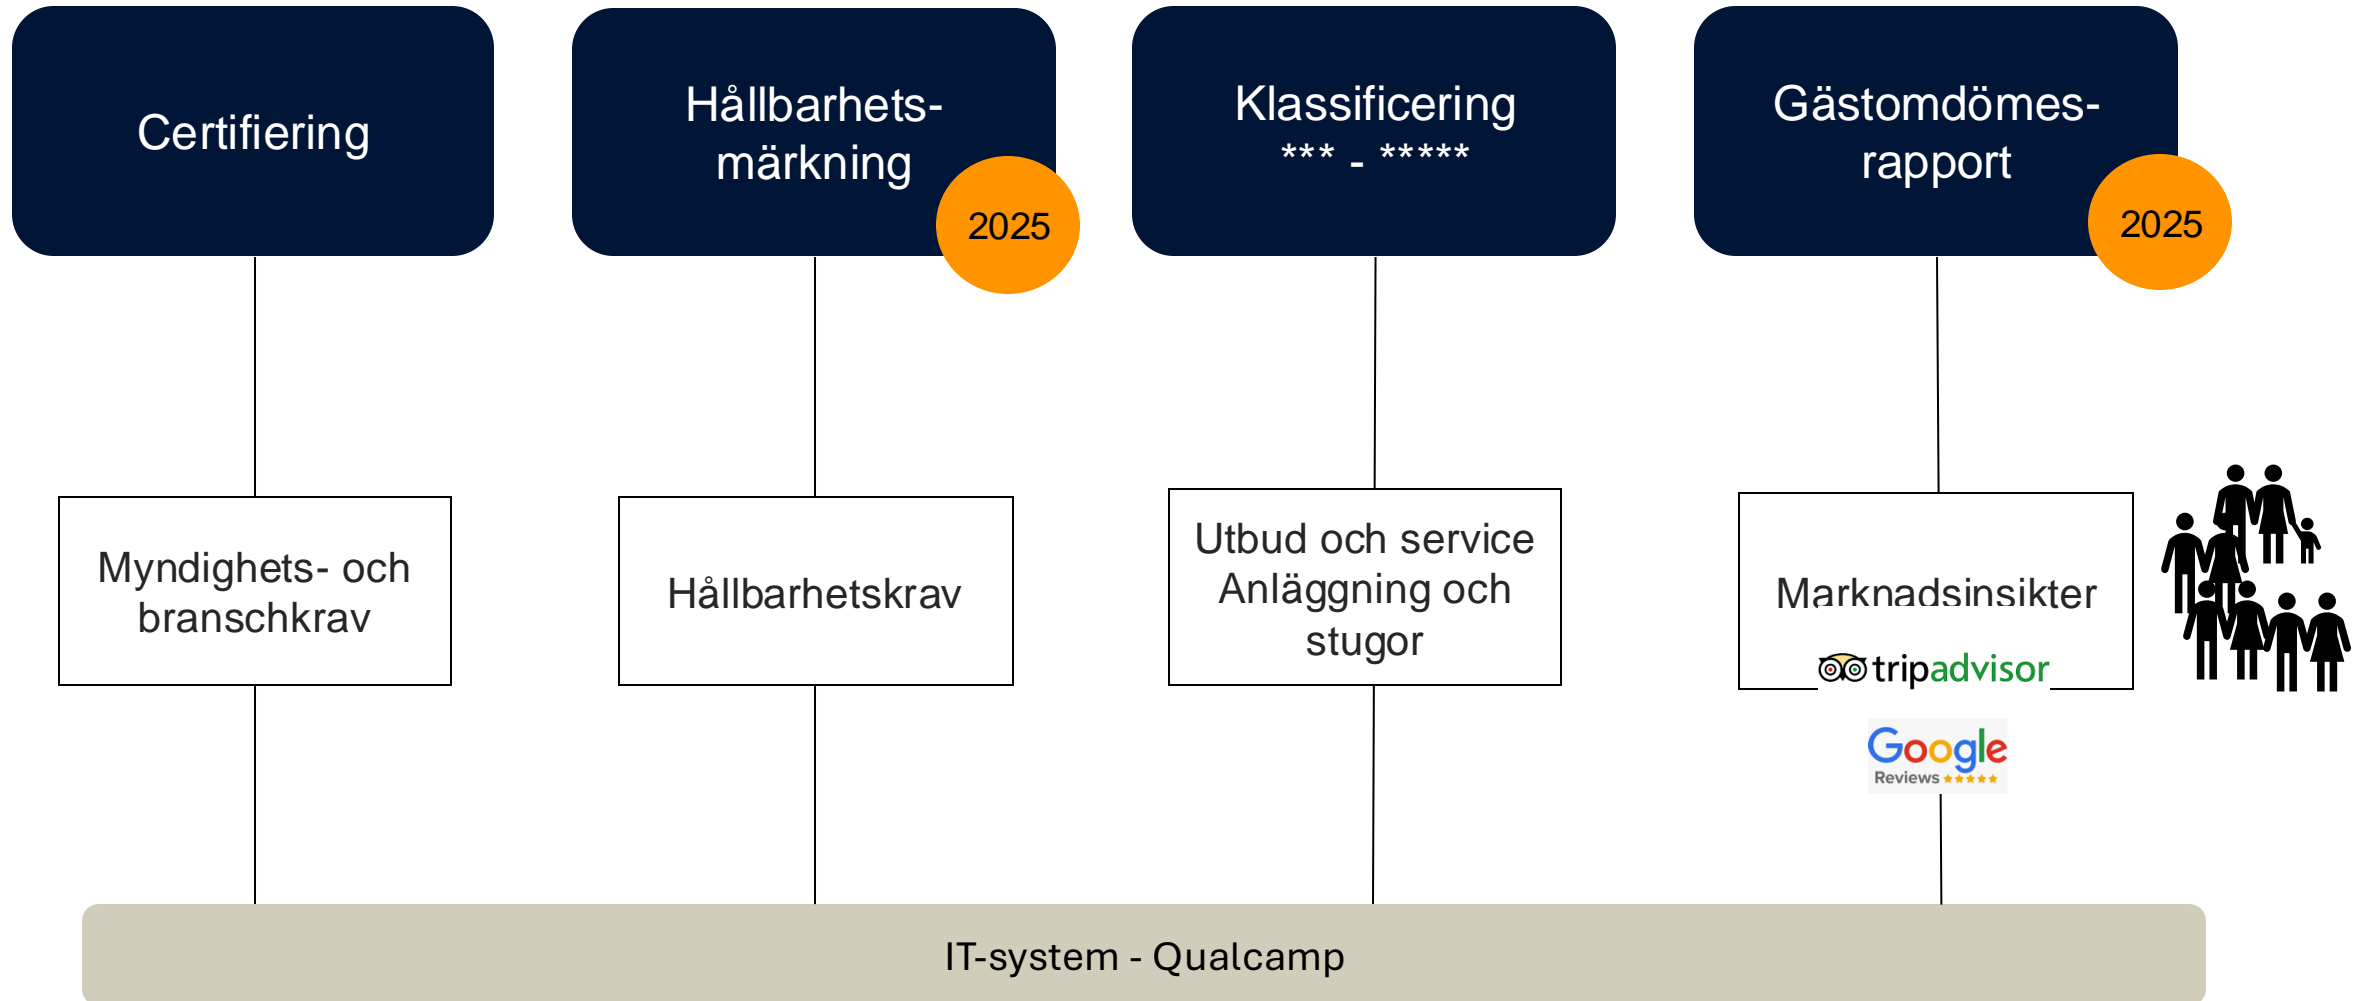 Certifiering
Hållbarhets-
märkning
2025
Klassificering
*** - *****
Gästomdömes-
rapport
2025
Myndighets- och
branschkrav
Hållbarhetskrav
Utbud och service
Anläggning och
stugor
Marknadsinsikter
tripadvisor
Google
Reviews
IT-system - Qualcamp